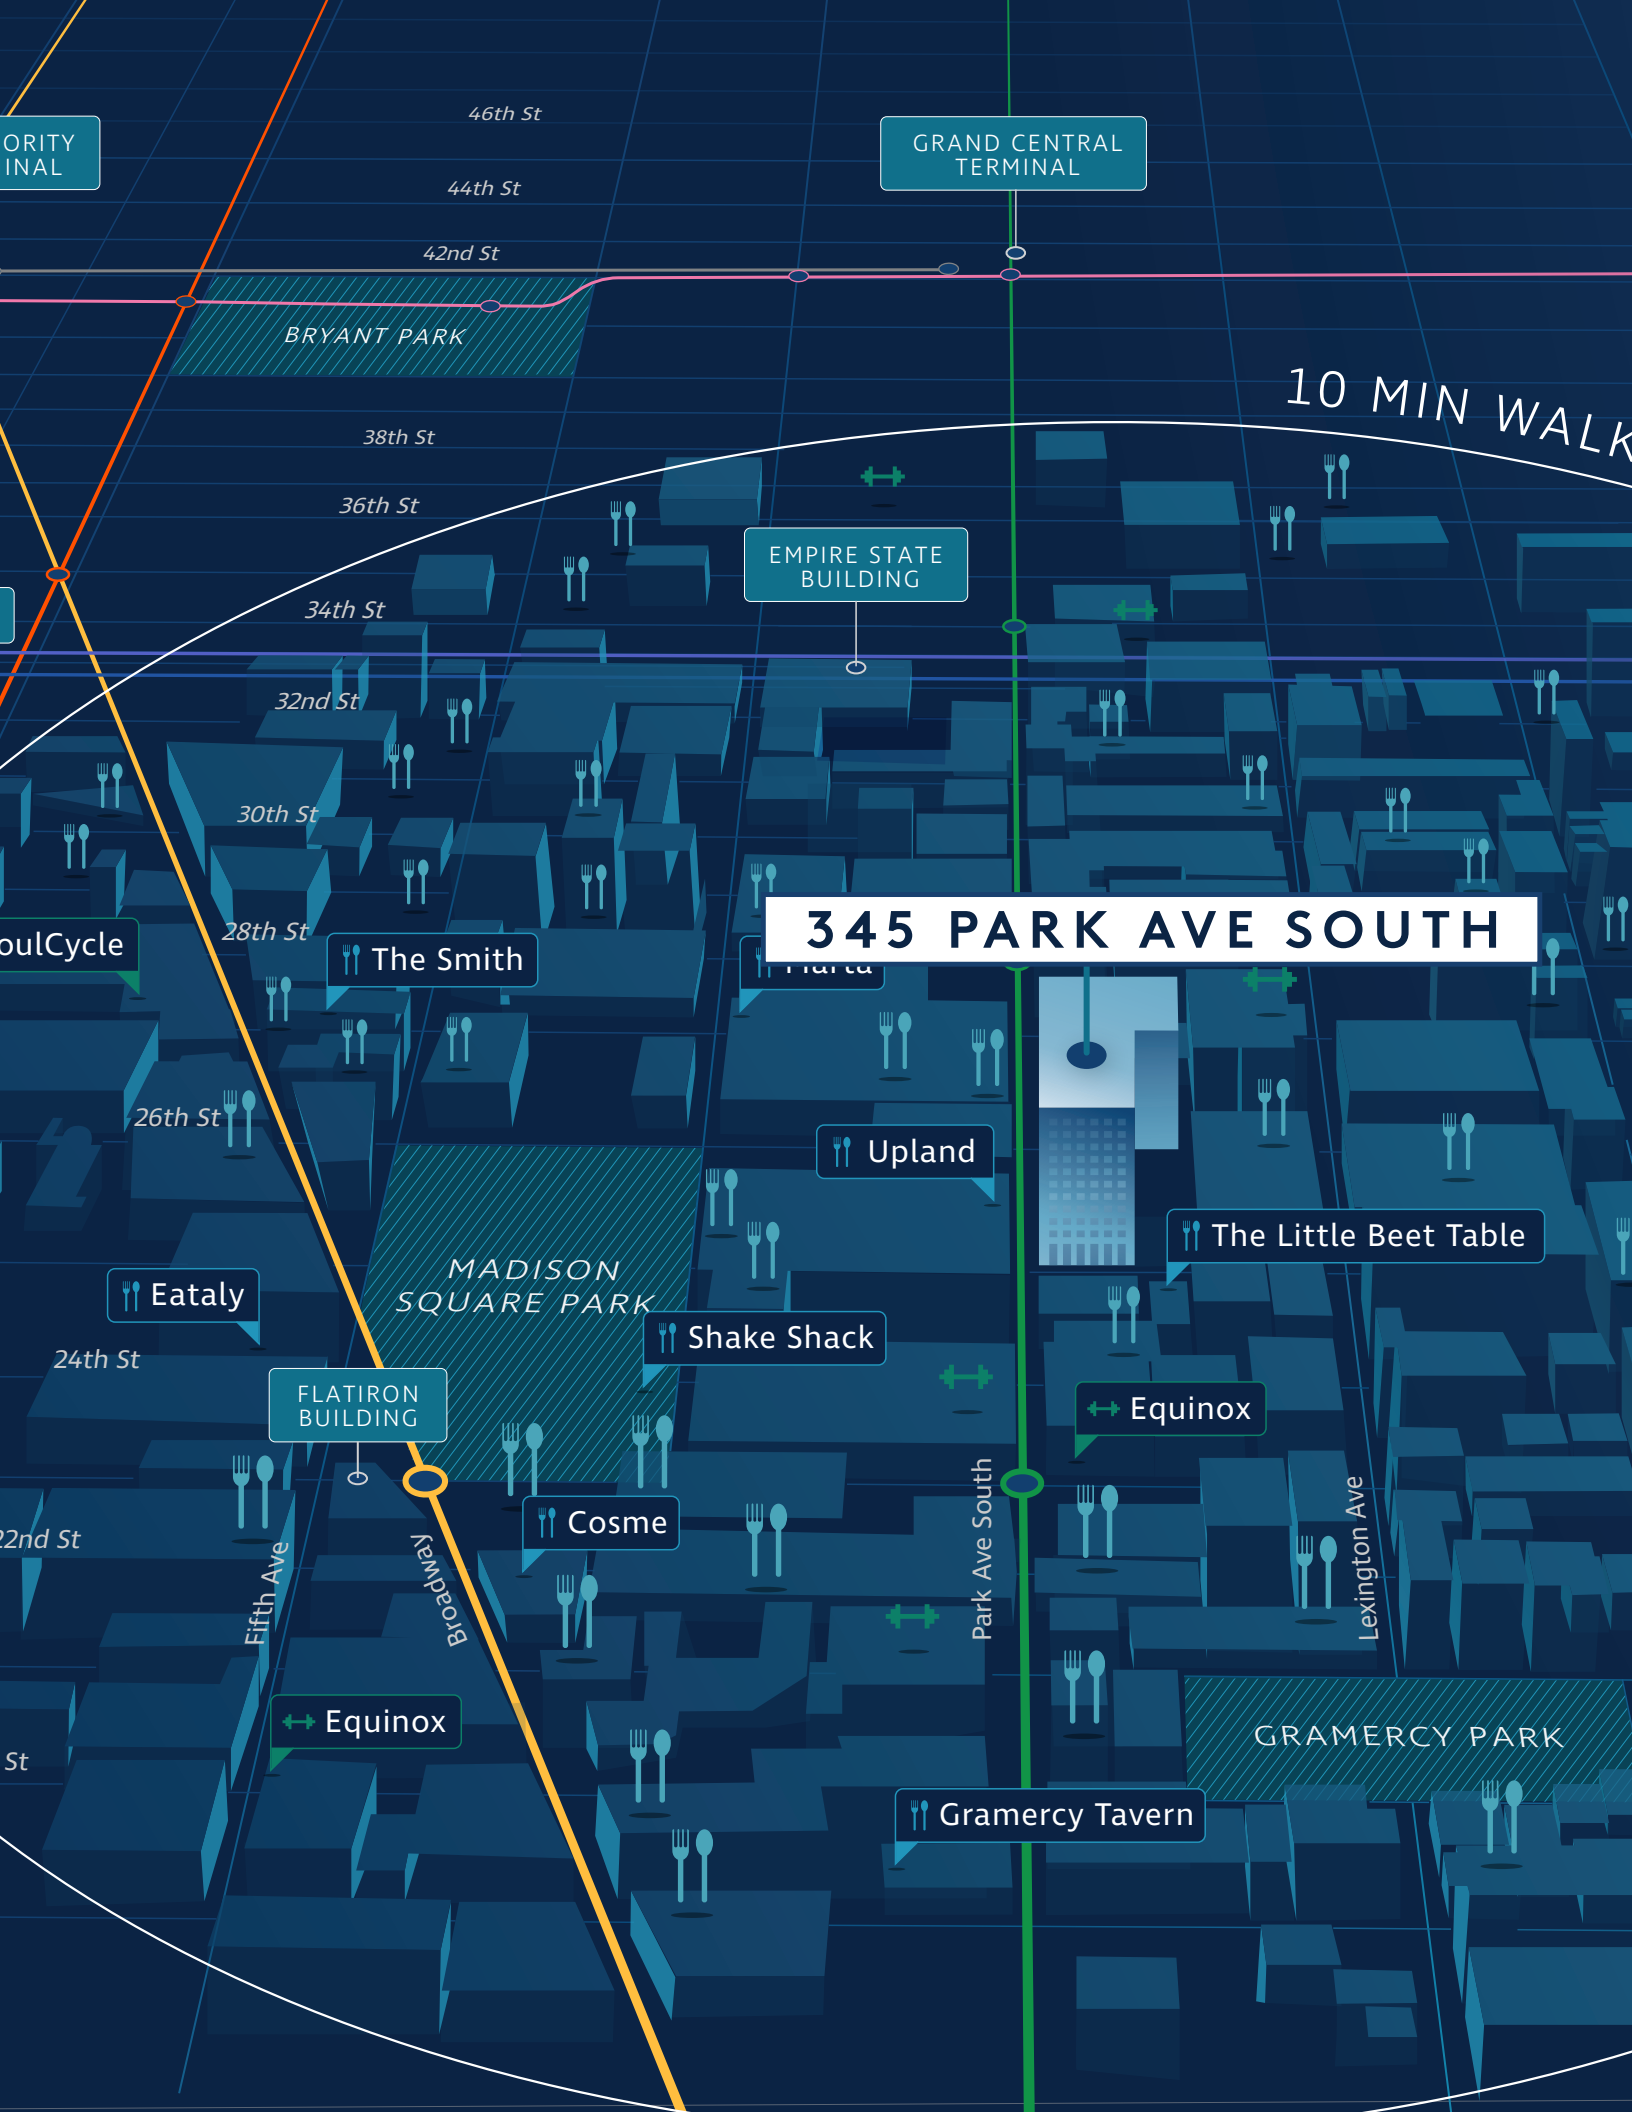 46th St
ORITY
INAL
GRAND CENTRAL
TERMINAL
44th St
42nd St
BRYANT PARK
10 MIN WALK
38th St
36th St
EMPIRE STATE
BUILDING
34th St
32nd St
30th St
28th St
345 PARK AVE SOUTH
oulCycle
The Smith
Marta
26th St
Upland
The Little Beet Table
MADISON
SQUARE PARK
Eataly
Shake Shack
24th St
FLATIRON
BUILDING
Equinox
Cosme
22nd St
Fifth Ave
Broadway
Park Ave South
Lexington Ave
Equinox
GRAMERCY PARK
St
Gramercy Tavern